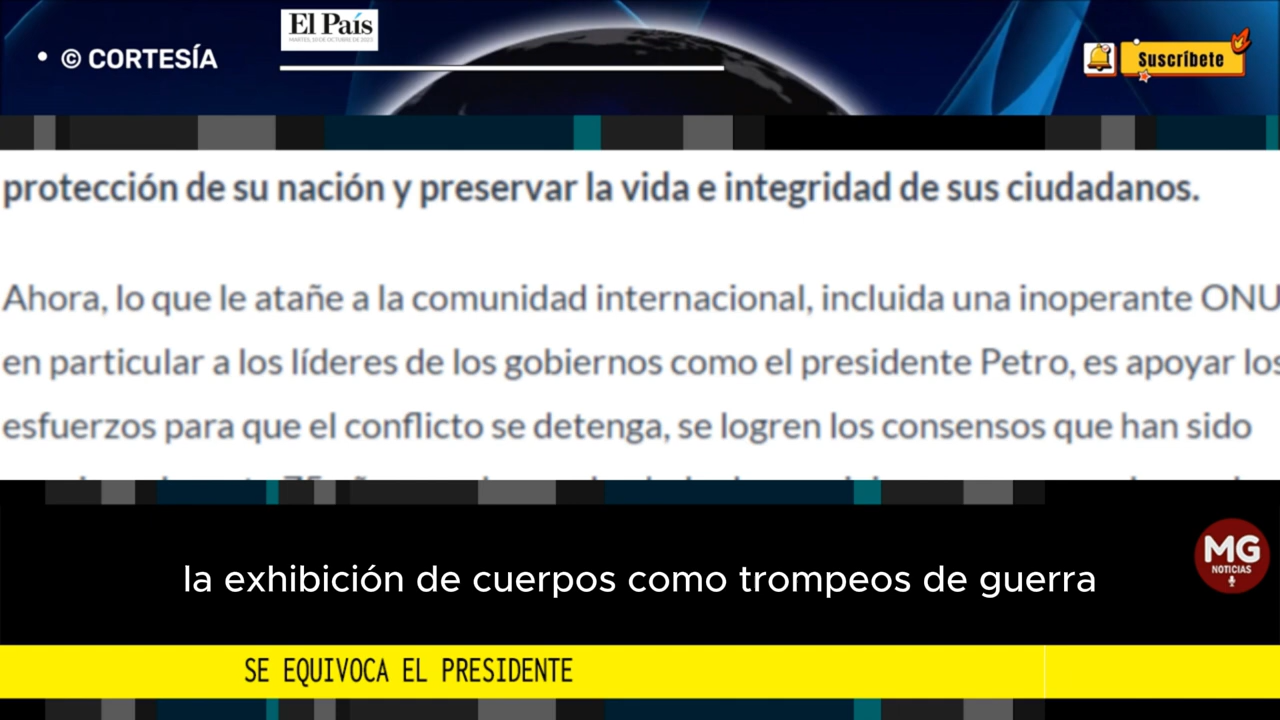 El País
• © CORTESÍA
Suscríbete
protección de su nación y preservar la vida e integridad de sus ciudadanos.
Ahora, lo que le atañe a la comunidad internacional, incluida una inoperante ONU
en particular a los líderes de los gobiernos como el presidente Petro, es apoyar los
esfuerzos para que el conflicto se detenga, se logren los consensos que han sido
la exhibición de cuerpos como trompeos de guerra
MG
NOTICIAS
SE EQUIVOCA EL PRESIDENTE